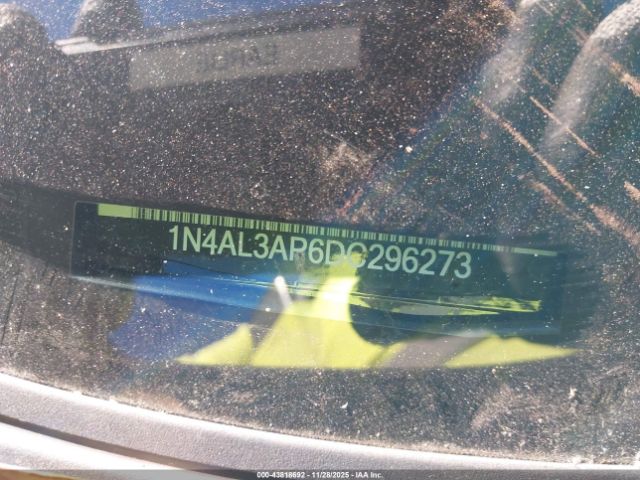 1N4AL3AP6DC296273
000-43818692 - 11/28/2025 - IAA Inc.